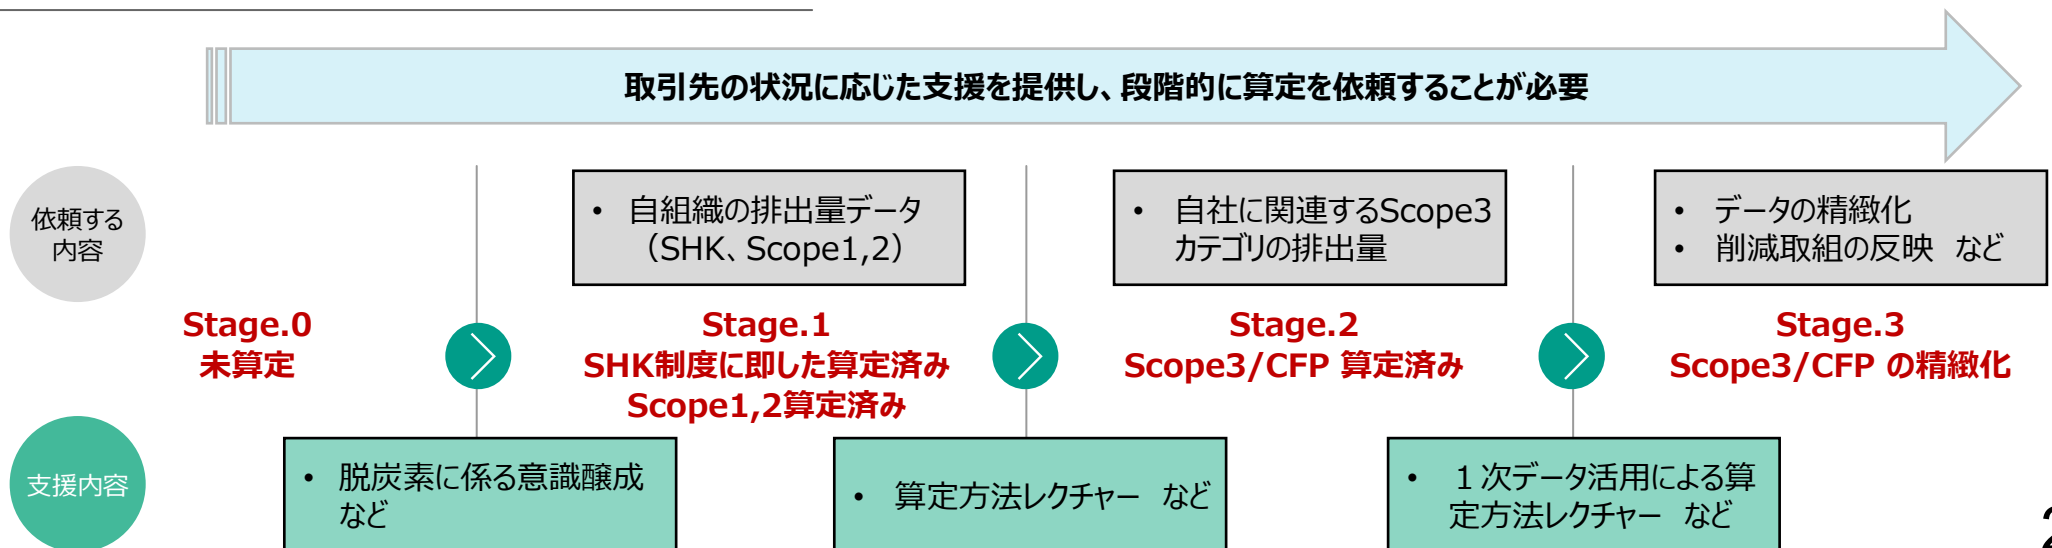 取引先の状況に応じた支援を提供し、段階的に算定を依頼することが必要
依頼する
内容
• 自組織の排出量データ
（SHK、Scope1,2）
• 自社に関連するScope3
カテゴリの排出量
• データの精緻化
• 削減取組の反映 など
Stage.0
未算定
Stage.1
SHK制度に即した算定済み
Scope1,2算定済み
Stage.2
Scope3/CFP 算定済み
Stage.3
Scope3/CFP の精緻化
支援内容
• 脱炭素に係る意識醸成
など
• 算定方法レクチャー など
• １次データ活用による算
定方法レクチャー など